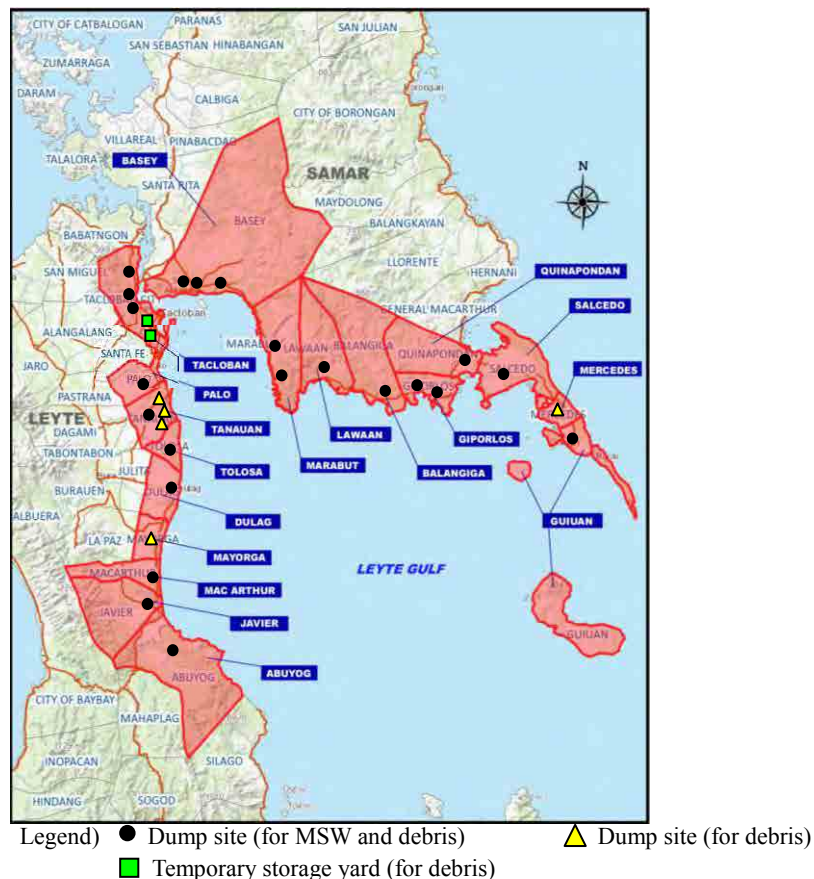 CITY OF CATBALOGAN
PARANAS
SAN JULIAN
SAN SEBASTIAN
HINABANGAN
ZUMARRAGA
DARAM
CALBIGA
CITY OF BORONGAN
VILLAREAL
PINABACDAO
TALALORA
BASEY
SANTA RITA
SAMAR
N
MAYDOLONG
BASEY
BALANGKAYAN
BABATNGON
LLORENTE
SAN MIGUEL
HERNANI
QUINAPONDAN
GENERAL MACARTHUR
SALCEDO
Tacloban
ALANGALANG
LAWAAN
BALANGIGA
SANTA FE
JARO
TACLOBAN
SALCEDO
MERCEDES
PASTRANA
PALO
LEYTE
TANAUAN
LAWAAN
GIPORLOS
DAGAMI
TABONTABON
TOLOSA
MARABUT
BALANGIGA
JULITA
BURAUEN
DULAG
GUIUAN
LA PAZ
MAYORGA
LEYTE GULF
MACARTHUR
MAC ARTHUR
JAVIER
JAVIER
GUIUAN
ABUYOG
ABUYOG
CITY OF BAYBAY
MAHAPLAG
INOPACAN
SILAGO
HINDANG
SOGOD
Legend) Dump site (for MSW and debris) Dump site (for debris)
Temporary storage yard (for debris)